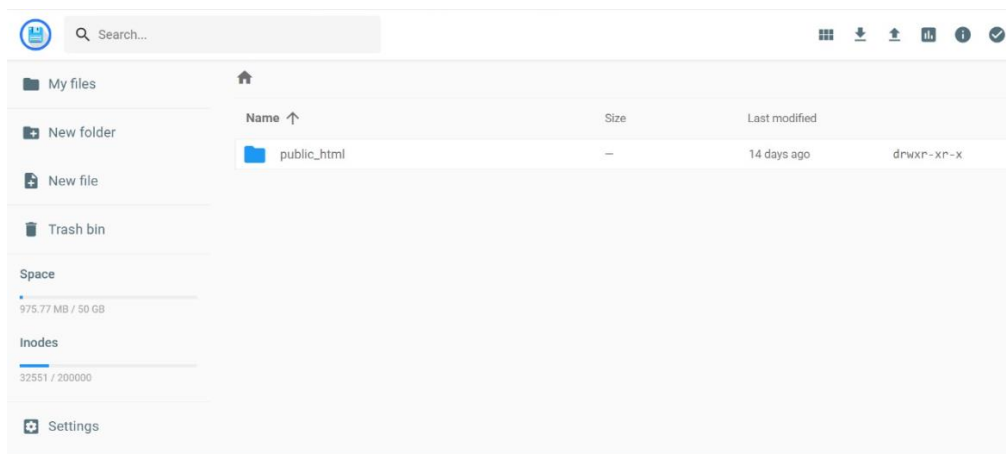 Search...
My files
New folder
New file
Trash bin
Space
975.77 MB / 50 GB
Inodes
32551 / 200000
Settings
Name Size Last modified
public_html — 14 days ago drwxr-xr-x